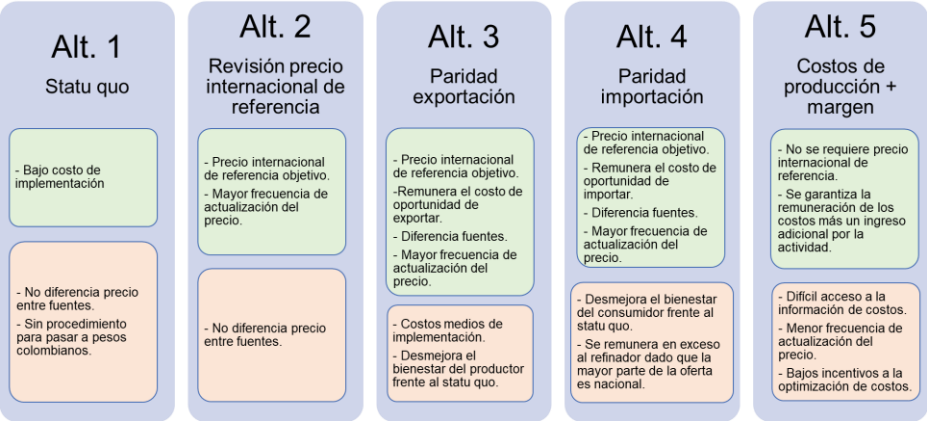 Alt. 1
Statu quo
- Bajo costo de
implementación
- No diferencia precio
entre fuentes.
- Sin procedimiento
para pasar a pesos
colombianos.
Alt. 2
Revisión precio
internacional de
referencia
- Precio internacional
de referencia objetivo.
- Mayor frecuencia de
actualización del
precio.
- No diferencia precio
entre fuentes.
Alt. 3
Paridad
exportación
- Precio internacional
de referencia objetivo.
-Remunera el costo de
oportunidad de
exportar.
- Diferencia fuentes.
- Mayor frecuencia de
actualización del
precio.
- Costos medios de
implementación.
- Desmejora el
bienestar del productor
frente al statu quo.
Alt. 4
Paridad
importación
- Precio internacional
de referencia objetivo.
- Remunera el costo de
oportunidad de
importar.
- Diferencia fuentes.
- Mayor frecuencia de
actualización del
precio.
- Desmejora el bienestar
del consumidor frente al
statu quo.
- Se remunera en exceso
al refinador dado que la
mayor parte de la oferta
es nacional.
Alt. 5
Costos de
producción +
margen
- No se requiere precio
internacional de
referencia.
- Se garantiza la
remuneración de los
costos más un ingreso
adicional por la
actividad.
- Difícil acceso a la
información de costos.
- Menor frecuencia de
actualización del
precio.
- Bajos incentivos a la
optimización de costos.